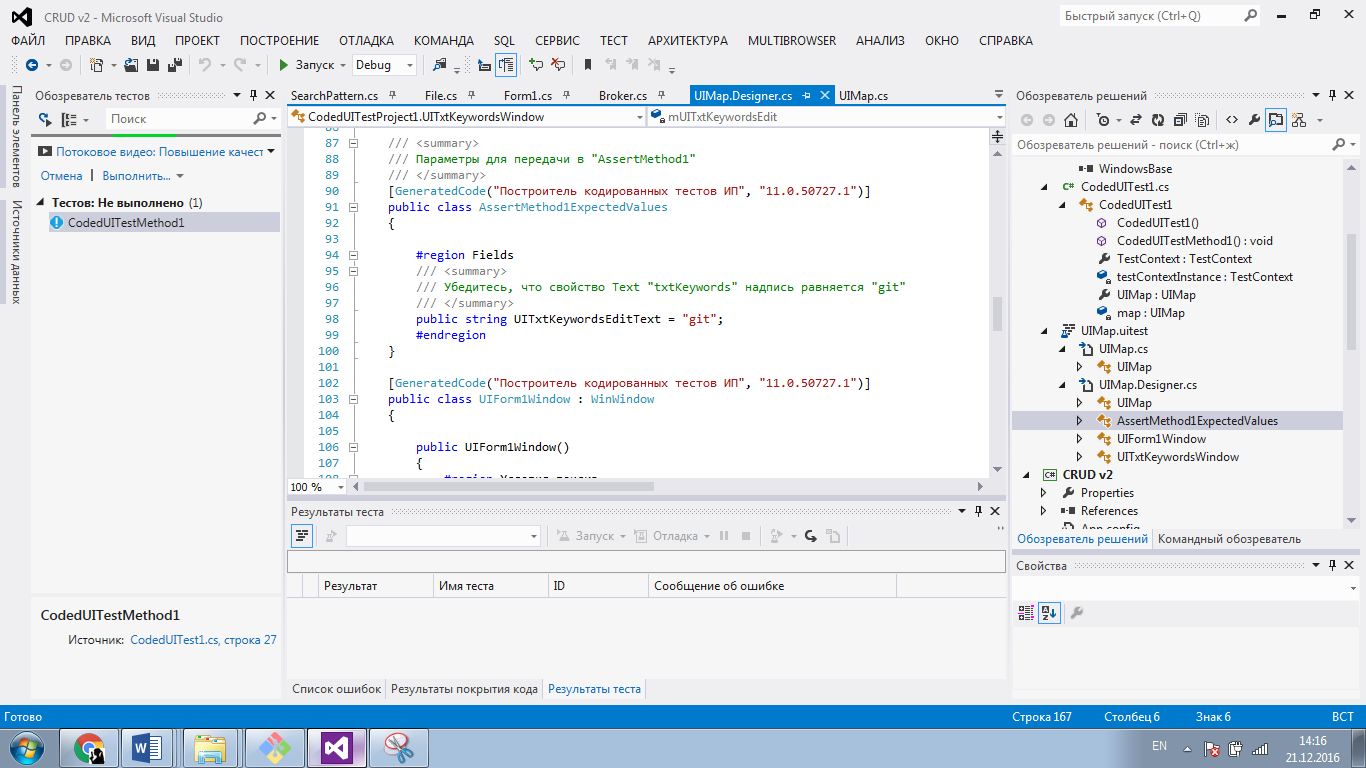 CRUD v2 - Microsoft Visual Studio
Быстрый запуск (Ctrl+Q)
ФАЙЛ ПРАВКА ВИД ПРОЕКТ ПОСТРОЕНИЕ ОТЛАДКА КОМАНДА SQL СЕРВИС ТЕСТ АРХИТЕКТУРА MULTIBROWSER АНАЛИЗ ОКНО СПРАВКА
Запуск Debug
Панель элементов
Источники данных
Обозреватель тестов
Поиск
Потоковое видео: Повышение качест
Отмена | Выполнить...
Тестов: Не выполнено (1)
CodedUITestMethod1
CodedUITestMethod1
Источник: CodedUITest1.cs, строка 27
SearchPattern.cs File.cs Form1.cs Broker.cs UIMap.Designer.cs UIMap.cs
CodedUITestProject1.UITxtKeywordsWindow mUITxtKeywordsEdit
87 /// <summary>
88 /// Параметры для передачи в "AssertMethod1"
89 /// </summary>
90 [GeneratedCode("Построитель кодированных тестов ИП", "11.0.50727.1")]
91 public class AssertMethod1ExpectedValues
92 {
93
94 #region Fields
95 /// <summary>
96 /// Убедитесь, что свойство Text "txtKeywords" надпись равняется "git"
97 /// </summary>
98 public string UITxtKeywordsEditText = "git";
99 #endregion
100 }
101
102 [GeneratedCode("Построитель кодированных тестов ИП", "11.0.50727.1")]
103 public class UIForm1Window : WinWindow
104 {
105
106 public UIForm1Window()
107 {
100 %
Результаты теста
Запуск Отладка
Результат Имя теста ID Сообщение об ошибке
Список ошибок Результаты покрытия кода Результаты теста
Обозреватель решений
Обозреватель решений - поиск (Ctrl+ж)
WindowsBase
CodedUITest1.cs
CodedUITest1
CodedUITest1()
CodedUITestMethod1() : void
TestContext : TestContext
testContextInstance : TestContext
UIMap : UIMap
map : UIMap
UIMap.uitest
UIMap.cs
UIMap
UIMap.Designer.cs
UIMap
AssertMethod1ExpectedValues
UIForm1Window
UITxtKeywordsWindow
CRUD v2
Properties
References
App.config
Обозреватель решений Командный обозреватель
Свойства
Готово Строка 167 Столбец 6 Знак 6 ВСТ
EN 14:16
21.12.2016